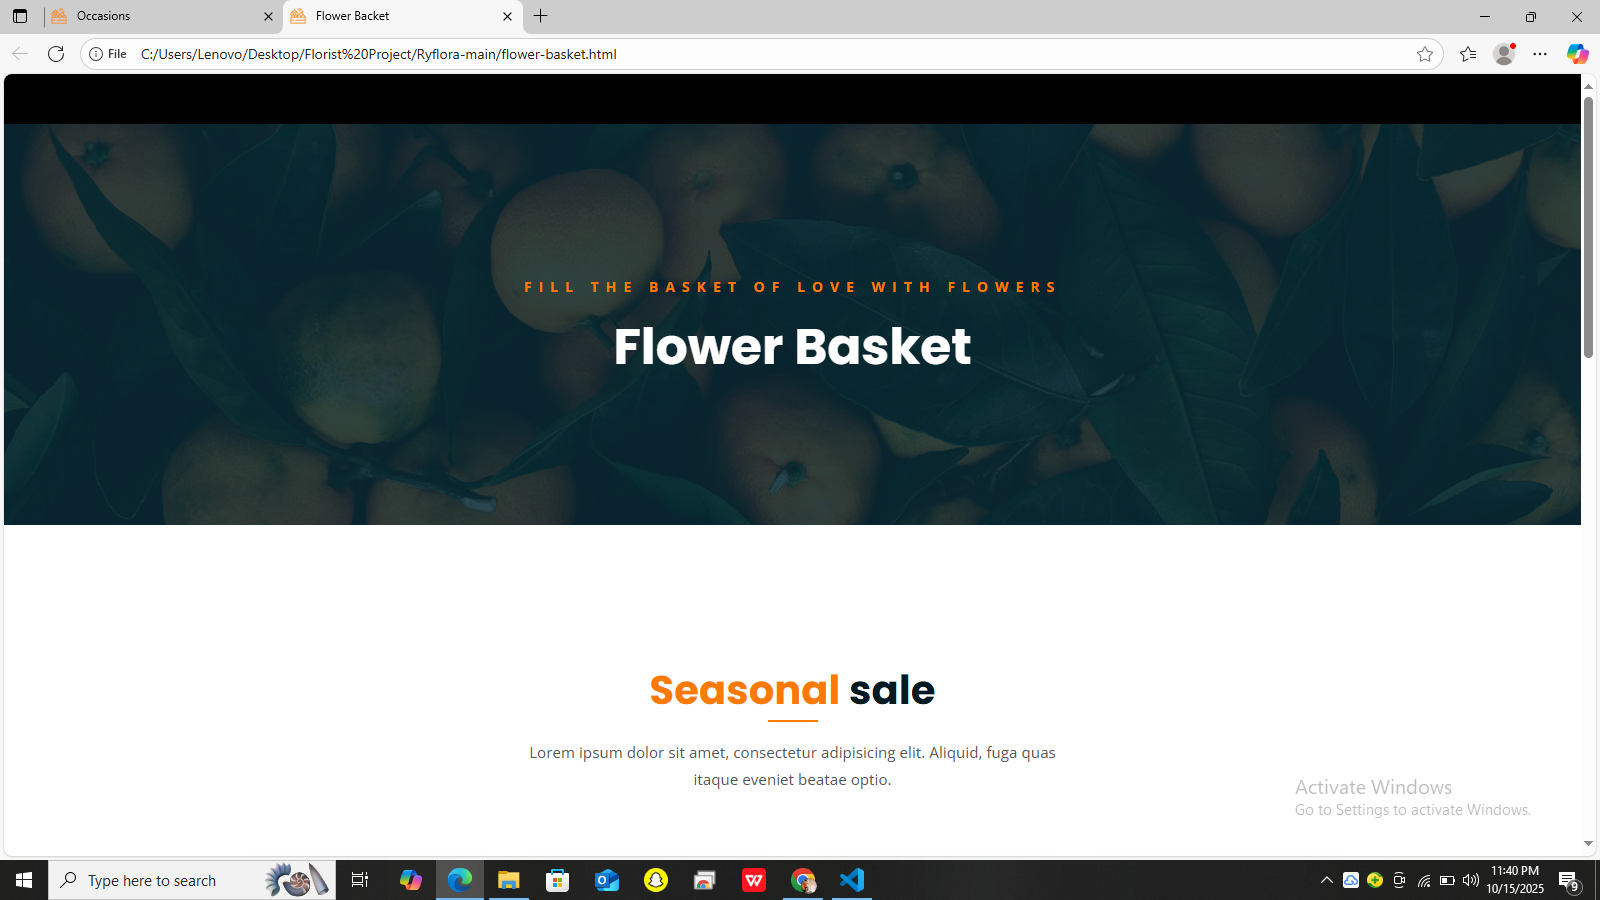 Occasions
Flower Basket
File
C:/Users/Lenovo/Desktop/Florist%20Project/Ryflora-main/flower-basket.html
FILL THE BASKET OF LOVE WITH FLOWERS
Flower Basket
Seasonal sale
Lorem ipsum dolor sit amet, consectetur adipisicing elit. Aliquid, fuga quas
itaque eveniet beatae optio.
Activate Windows
Go to Settings to activate Windows.
Type here to search
11:40 PM
10/15/2025
9